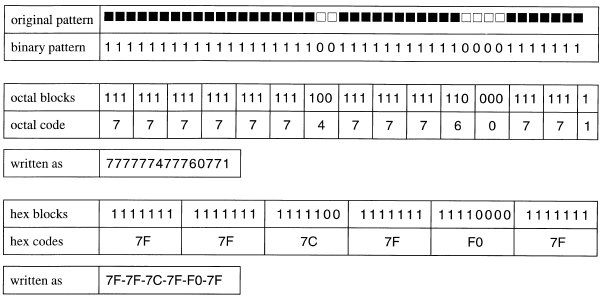 original pattern
binary pattern 1111111111111111111001111111111100001111111
octal blocks 111 111 111 111 111 111 100 111 111 111 110 000 111 111 1
octal code 7 7 7 7 7 7 4 7 7 7 6 0 7 7 1
written as 777777477760771
hex blocks 1111111 1111111 1111100 1111111 11110000 1111111
hex codes 7F 7F 7C 7F F0 7F
written as 7F-7F-7C-7F-F0-7F